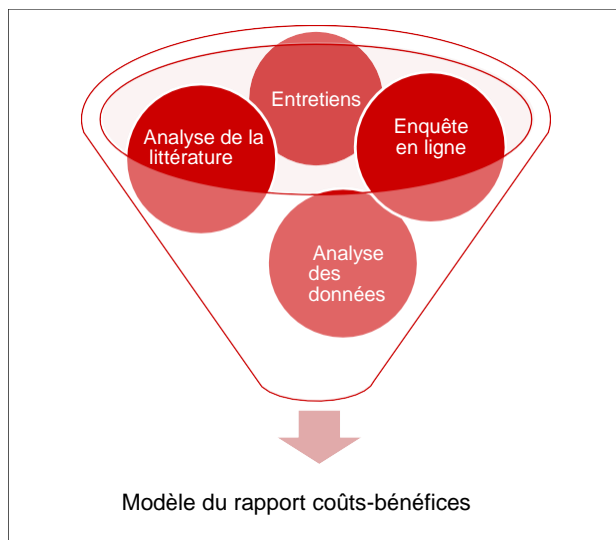 Entretiens
Analyse de la
littérature
Enquête
en ligne
Analyse
des
données
Modèle du rapport coûts-bénéfices